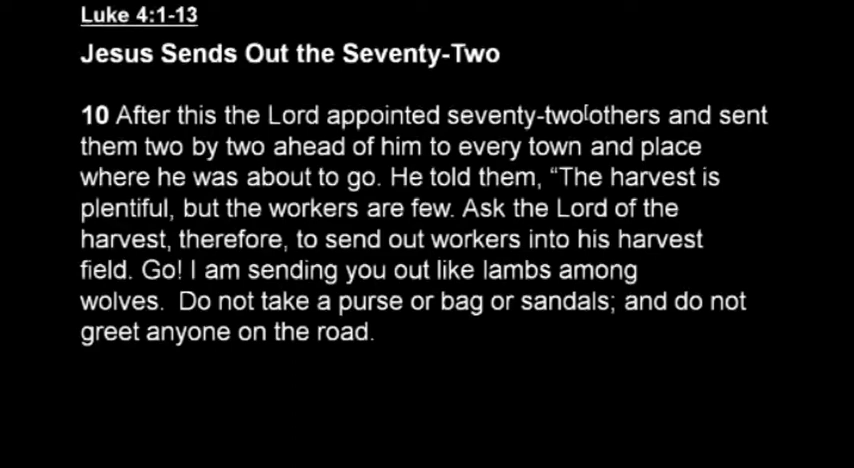 Luke 4:1-13
Jesus Sends Out the Seventy-Two
10 After this the Lord appointed seventy-two[others and sent
them two by two ahead of him to every town and place
where he was about to go. He told them, “The harvest is
plentiful, but the workers are few. Ask the Lord of the
harvest, therefore, to send out workers into his harvest
field. Go! I am sending you out like lambs among
wolves.  Do not take a purse or bag or sandals; and do not
greet anyone on the road.